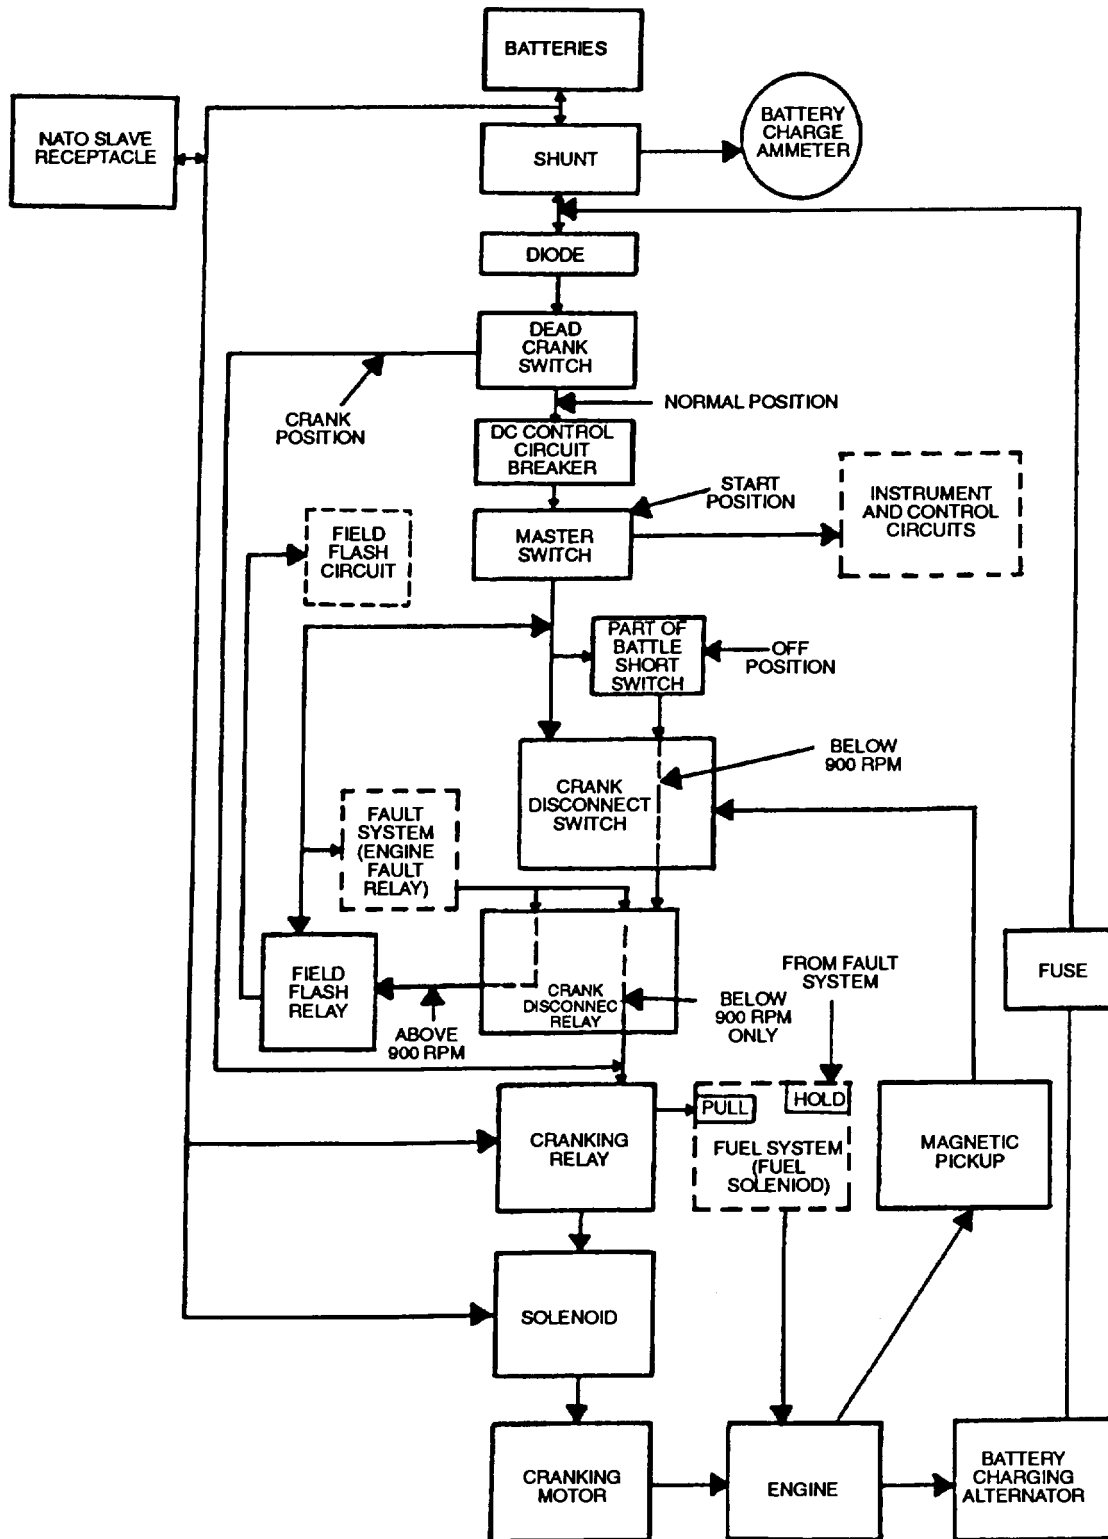 BATTERIES
NATO SLAVE
RECEPTACLE
BATTERY
CHARGE
AMMETER
SHUNT
DIODE
DEAD
CRANK
SWITCH
CRANK
POSITION
NORMAL POSITION
DC CONTROL
CIRCUIT
BREAKER
START
POSITION
INSTRUMENT
AND CONTROL
CIRCUITS
MASTER
SWITCH
FIELD
FLASH
CIRCUIT
PART OF
BATTLE
SHORT
SWITCH
OFF
POSITION
BELOW
900 RPM
CRANK
DISCONNECT
SWITCH
FAULT
SYSTEM
(ENGINE
FAULT
RELAY)
FIELD
FLASH
RELAY
ABOVE
900 RPM
CRANK
DISCONNEC
RELAY
BELOW
900 RPM
ONLY
FROM FAULT
SYSTEM
FUSE
PULL
HOLD
FUEL SYSTEM
(FUEL
SOLENIOD)
CRANKING
RELAY
MAGNETIC
PICKUP
SOLENOID
CRANKING
MOTOR
ENGINE
BATTERY
CHARGING
ALTERNATOR